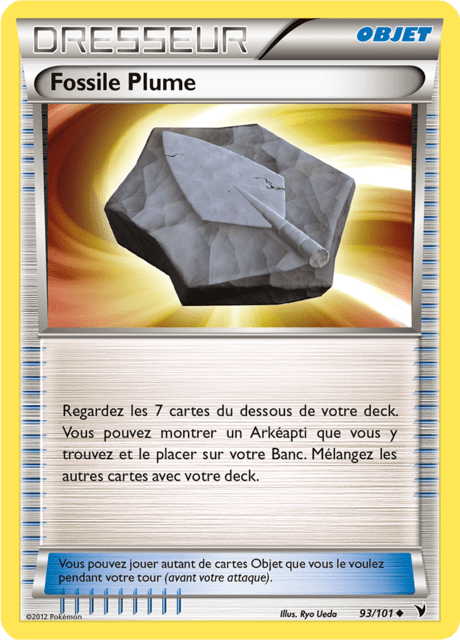 DRESSEUR
OBJET
Fossile Plume
Regardez les 7 cartes du dessous de votre deck.
Vous pouvez montrer un Arkéapti que vous y
trouvez et le placer sur votre Banc. Mélangez les
autres cartes avec votre deck.
Vous pouvez jouer autant de cartes Objet que vous le voulez
pendant votre tour (avant votre attaque).
©2012 Pokémon
Illus. Ryo Ueda
93/101